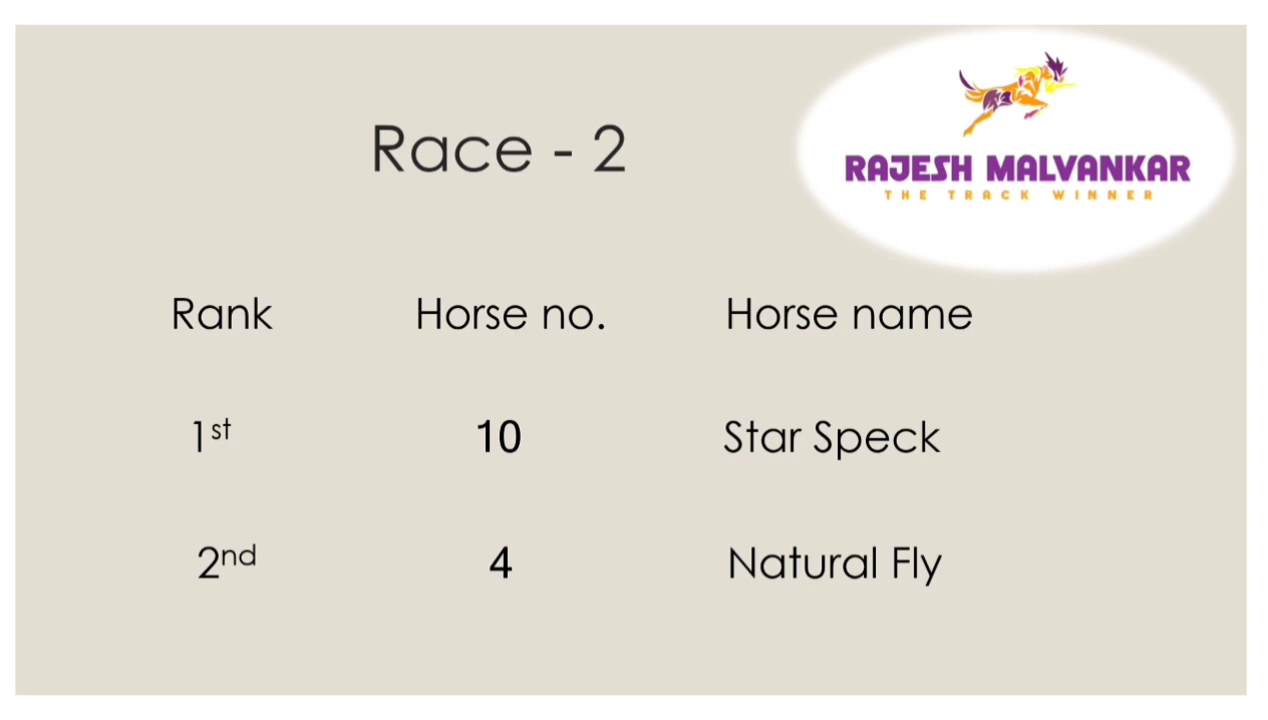 Race - 2
RAJESH MALVANKAR
THE TRACK WINNER
Rank Horse no. Horse name
1st 10 Star Speck
2nd 4 Natural Fly